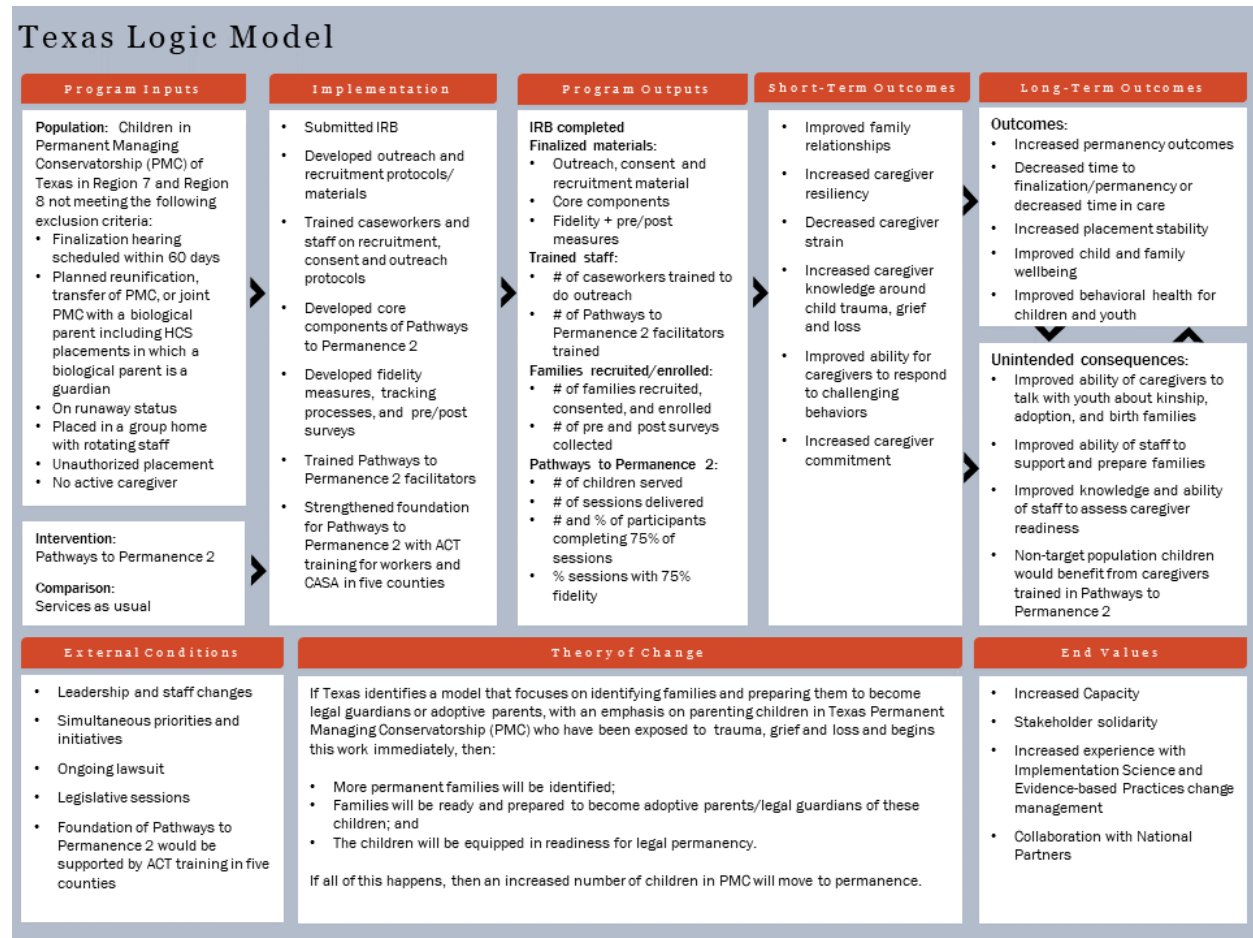 Texas Logic Model
Program Inputs
Population: Children in
Permanent Managing
Conservatorship (PMC) of
Texas in Region 7 and Region
8 not meeting the following
exclusion criteria:
• Finalization hearing
scheduled within 60 days
• Planned reunification,
transfer of PMC, or joint
PMC with a biological
parent including HCS
placements in which a
biological parent is a
guardian
• On runaway status
• Placed in a group home
with rotating staff
• Unauthorized placement
• No active caregiver
Intervention:
Pathways to Permanence 2
Comparison:
Services as usual
Implementation
• Submitted IRB
• Developed outreach and
recruitment protocols/
materials
• Trained caseworkers and
staff on recruitment,
consent and outreach
protocols
• Developed core
components of Pathways
to Permanence 2
• Developed fidelity
measures, tracking
processes, and pre/post
surveys
• Trained Pathways to
Permanence 2 facilitators
• Strengthened foundation
for Pathways to
Permanence 2 with ACT
training for workers and
CASA in five counties
Program Outputs
IRB completed
Finalized materials:
• Outreach, consent and
recruitment material
• Core components
• Fidelity + pre/post
measures
Trained staff:
• # of caseworkers trained to
do outreach
• # of Pathways to
Permanence 2 facilitators
trained
Families recruited/enrolled:
• # of families recruited,
consented, and enrolled
• # of pre and post surveys
collected
Pathways to Permanence 2:
• # of children served
• # of sessions delivered
• # and % of participants
completing 75% of
sessions
• % sessions with 75%
fidelity
Short-Term Outcomes
• Improved family
relationships
• Increased caregiver
resiliency
• Decreased caregiver
strain
• Increased caregiver
knowledge around
child trauma, grief
and loss
• Improved ability for
caregivers to respond
to challenging
behaviors
• Increased caregiver
commitment
Long-Term Outcomes
Outcomes:
• Increased permanency outcomes
• Decreased time to
finalization/permanency or
decreased time in care
• Increased placement stability
• Improved child and family
wellbeing
• Improved behavioral health for
children and youth
Unintended consequences:
• Improved ability of caregivers to
talk with youth about kinship,
adoption, and birth families
• Improved ability of staff to
support and prepare families
• Improved knowledge and ability
of staff to assess caregiver
readiness
• Non-target population children
would benefit from caregivers
trained in Pathways to
Permanence 2
External Conditions
• Leadership and staff changes
• Simultaneous priorities and
initiatives
• Ongoing lawsuit
• Legislative sessions
• Foundation of Pathways to
Permanence 2 would be
supported by ACT training in five
counties
Theory of Change
If Texas identifies a model that focuses on identifying families and preparing them to become
legal guardians or adoptive parents, with an emphasis on parenting children in Texas Permanent
Managing Conservatorship (PMC) who have been exposed to trauma, grief and loss and begins
this work immediately, then:
• More permanent families will be identified;
• Families will be ready and prepared to become adoptive parents/legal guardians of these
children; and
• The children will be equipped in readiness for legal permanency.
If all of this happens, then an increased number of children in PMC will move to permanence.
End Values
• Increased Capacity
• Stakeholder solidarity
• Increased experience with
Implementation Science and
Evidence-based Practices change
management
• Collaboration with National
Partners